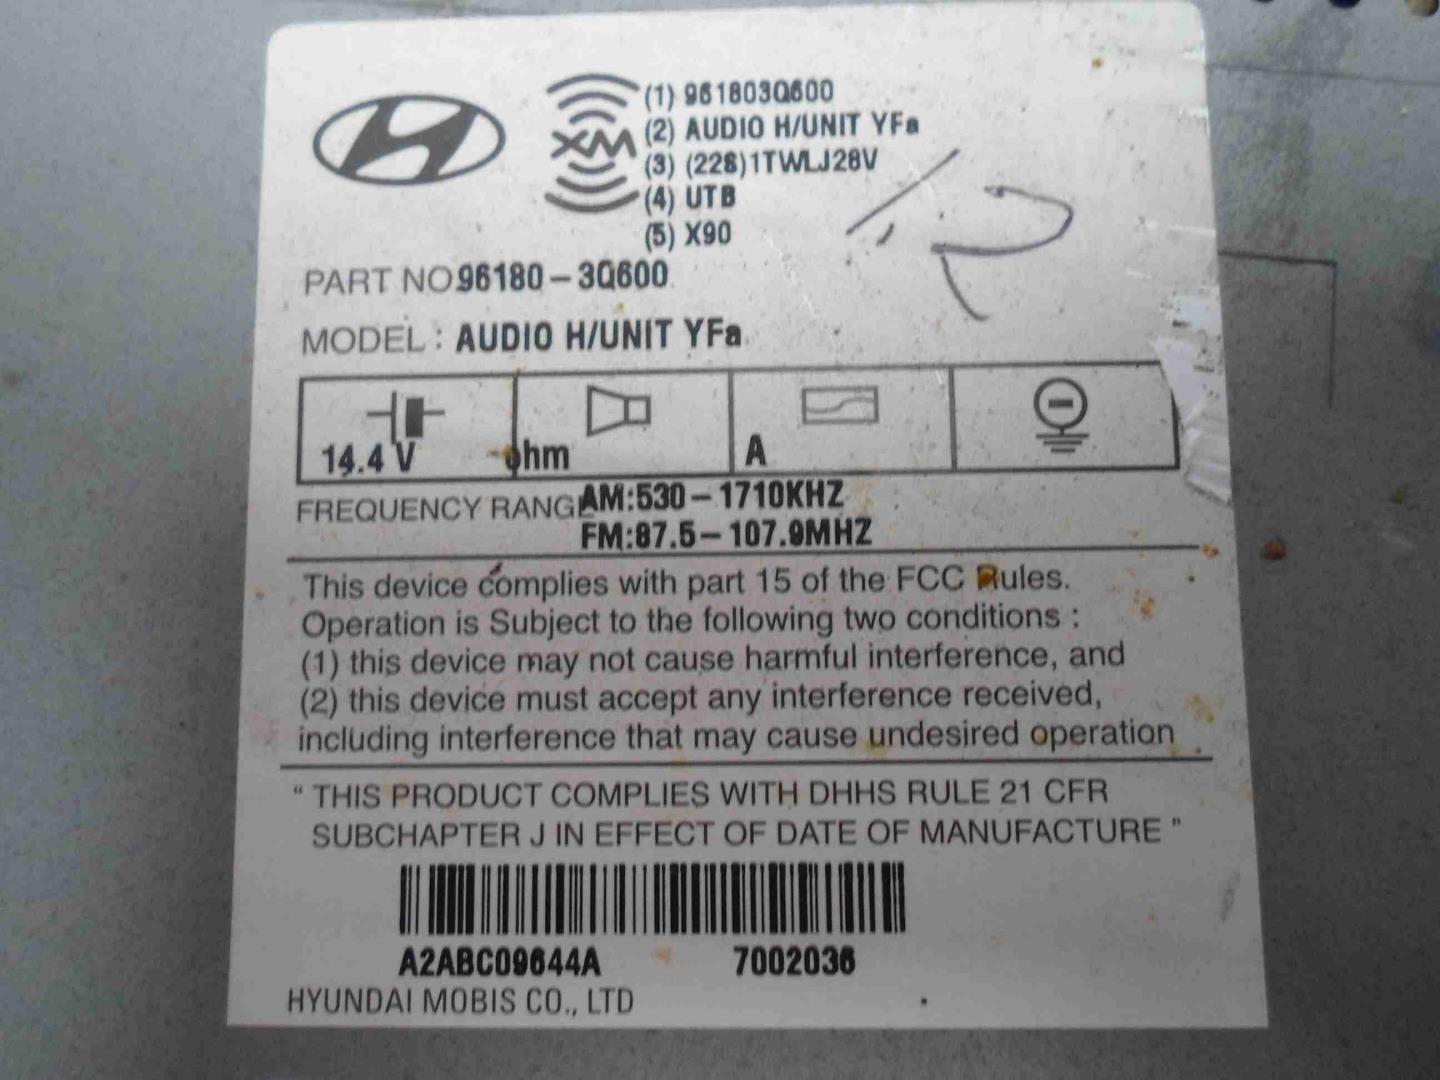 XM
(1) 961803Q600
(2) AUDIO H/UNIT YFa
(3) (228)1TWLJ28V
(4) UTB
(5) X90
PART NO 96180-3Q600
MODEL : AUDIO H/UNIT YFa
14.4 V ohm A
FREQUENCY RANGE AM:530-1710KHZ
FM:87.5-107.9MHZ
This device complies with part 15 of the FCC Rules.
Operation is Subject to the following two conditions :
(1) this device may not cause harmful interference, and
(2) this device must accept any interference received,
including interference that may cause undesired operation
" THIS PRODUCT COMPLIES WITH DHHS RULE 21 CFR
SUBCHAPTER J IN EFFECT OF DATE OF MANUFACTURE "
A2ABC09644A 7002036
HYUNDAI MOBIS CO., LTD